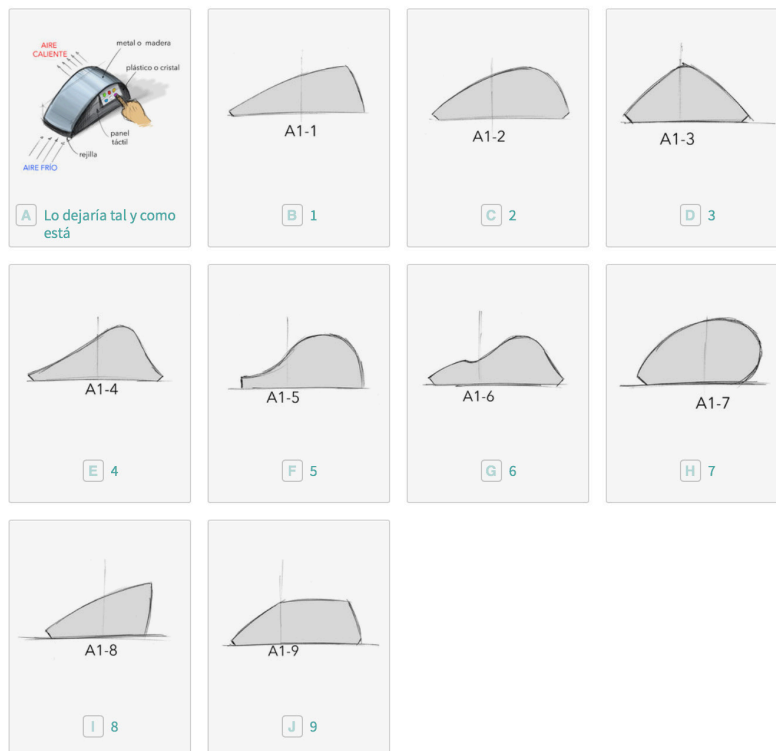 AIRE
CALIENTE
metal o madera
plástico o cristal
panel
táctil
rejilla
AIRE FRÍO
A Lo dejaría tal y como
está
A1-1
B 1
A1-2
C 2
A1-3
D 3
A1-4
E 4
A1-5
F 5
A1-6
G 6
A1-7
H 7
A1-8
I 8
A1-9
J 9